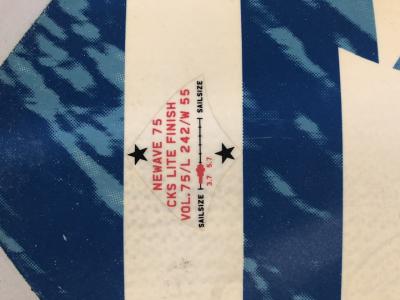 NEWAVE 75
CKS LITE FINISH
VOL.75/L 242/W 55
SAILSIZE SAILSIZE
3.7 5.7